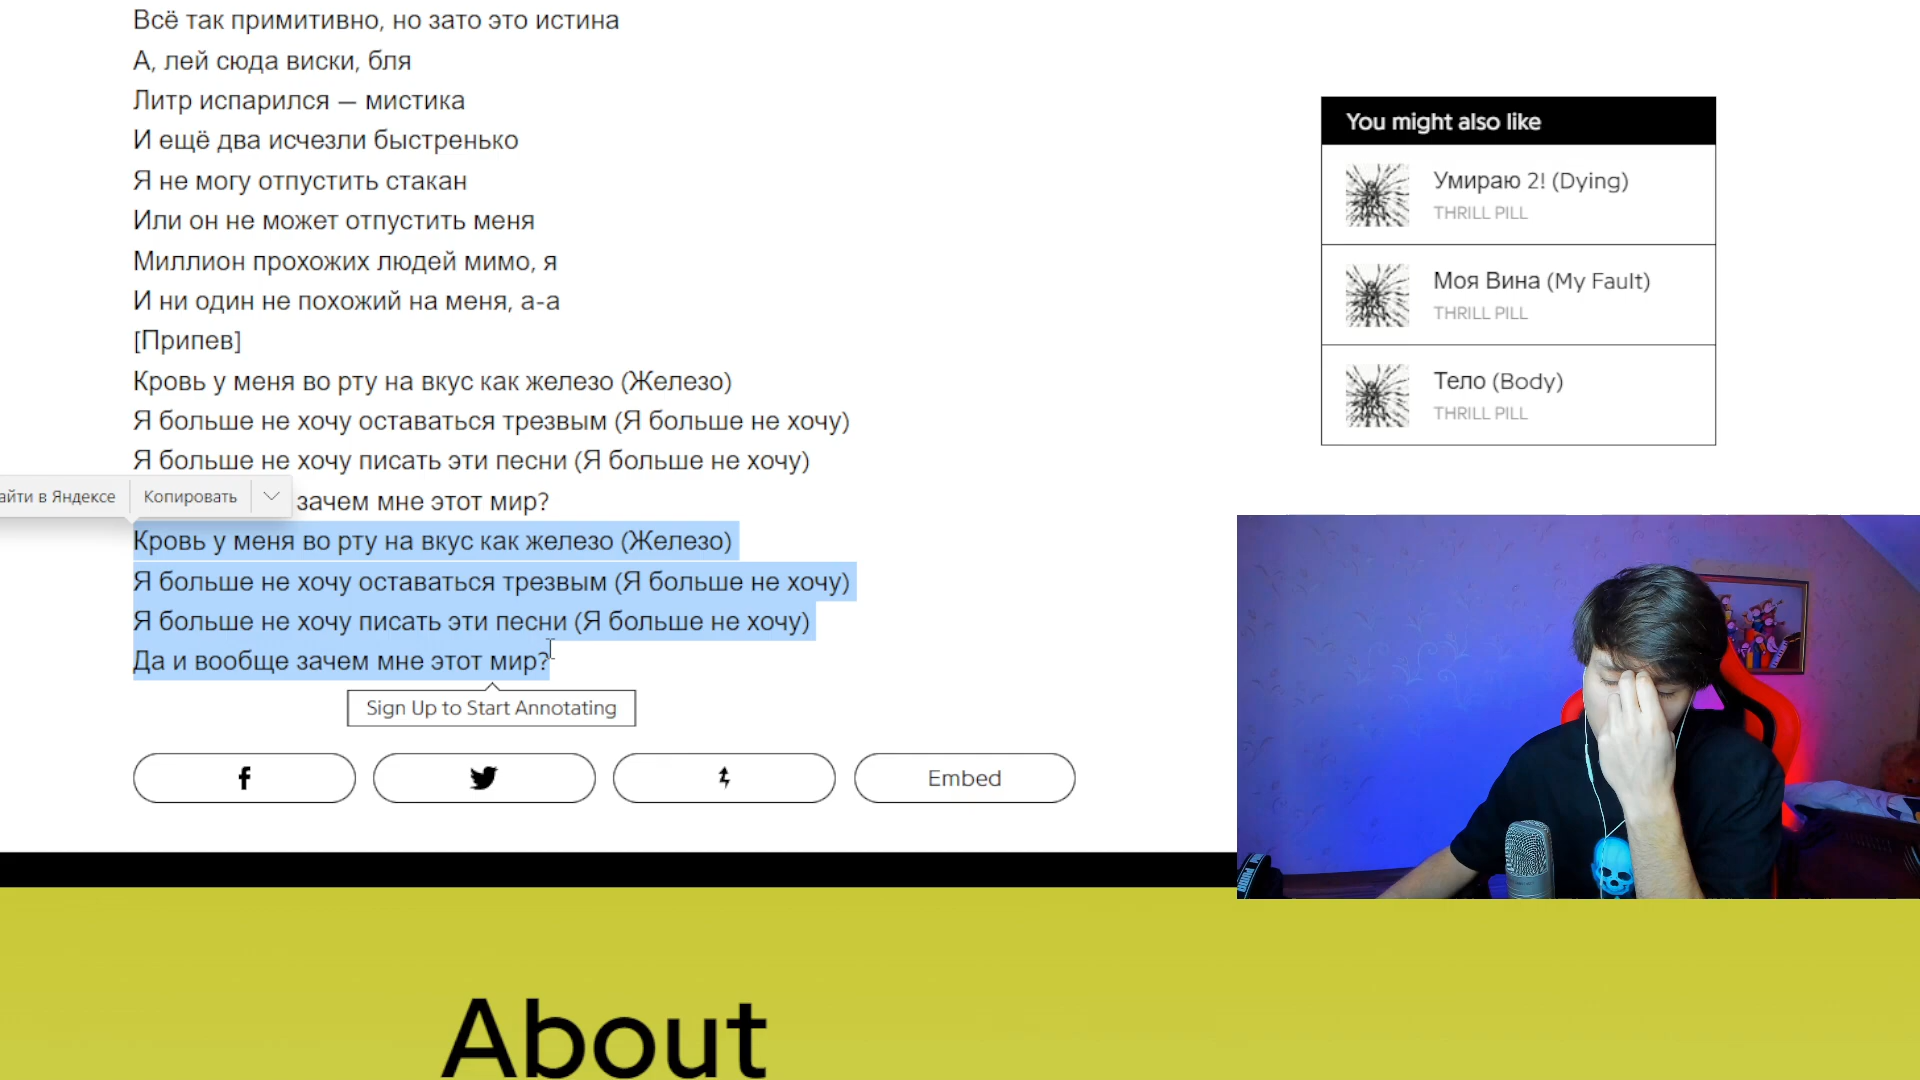 Всё так примитивно, но зато это истина
А, лей сюда виски, бля
Литр испарился — мистика
И ещё два исчезли быстренько
Я не могу отпустить стакан
Или он не может отпустить меня
Миллион прохожих людей мимо, я
И ни один не похожий на меня, а-а
[Припев]
Кровь у меня во рту на вкус как железо (Железо)
Я больше не хочу оставаться трезвым (Я больше не хочу)
Я больше не хочу писать эти песни (Я больше не хочу)
айти в Яндексе
Копировать
зачем мне этот мир?
Кровь у меня во рту на вкус как железо (Железо)
Я больше не хочу оставаться трезвым (Я больше не хочу)
Я больше не хочу писать эти песни (Я больше не хочу)
Да и вообще зачем мне этот мир?
Sign Up to Start Annotating
Embed
You might also like
Умираю 2! (Dying)
THRILL PILL
Моя Вина (My Fault)
THRILL PILL
Тело (Body)
THRILL PILL
About